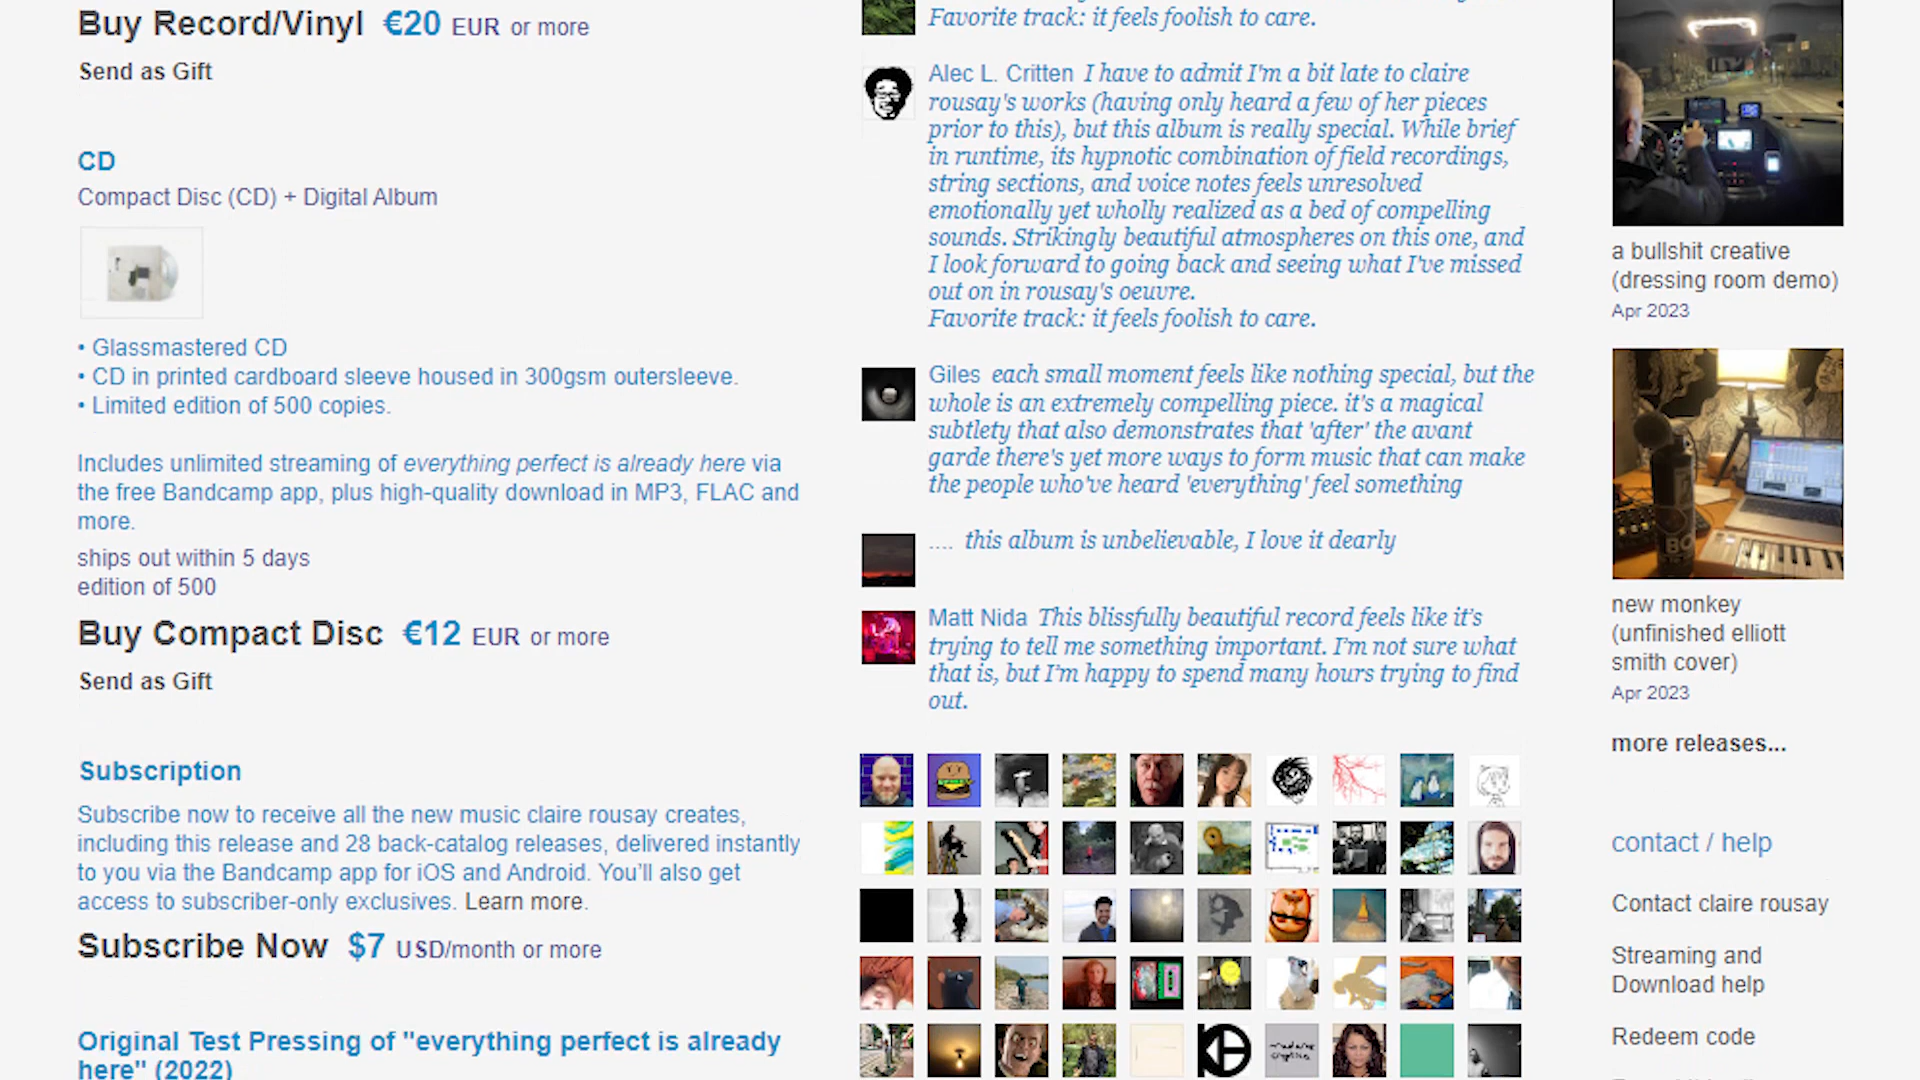 Buy Record/Vinyl €20 EUR or more
Send as Gift
CD
Compact Disc (CD) + Digital Album
• Glassmastered CD
• CD in printed cardboard sleeve housed in 300gsm outersleeve.
• Limited edition of 500 copies.
Includes unlimited streaming of everything perfect is already here via
the free Bandcamp app, plus high-quality download in MP3, FLAC and
more.
ships out within 5 days
edition of 500
Buy Compact Disc €12 EUR or more
Send as Gift
Subscription
Subscribe now to receive all the new music claire rousay creates,
including this release and 28 back-catalog releases, delivered instantly
to you via the Bandcamp app for iOS and Android. You'll also get
access to subscriber-only exclusives. Learn more.
Subscribe Now $7 USD/month or more
Original Test Pressing of "everything perfect is already
here" (2022)
Favorite track: it feels foolish to care.
Alec L. Critten I have to admit I'm a bit late to claire
rousay's works (having only heard a few of her pieces
prior to this), but this album is really special. While brief
in runtime, its hypnotic combination of field recordings,
string sections, and voice notes feels unresolved
emotionally yet wholly realized as a bed of compelling
sounds. Strikingly beautiful atmospheres on this one, and
I look forward to going back and seeing what I've missed
out on in rousay's oeuvre.
Favorite track: it feels foolish to care.
Giles each small moment feels like nothing special, but the
whole is an extremely compelling piece. it's a magical
subtlety that also demonstrates that 'after' the avant
garde there's yet more ways to form music that can make
the people who've heard 'everything' feel something
.... this album is unbelievable, I love it dearly
Matt Nida This blissfully beautiful record feels like it’s
trying to tell me something important. I’m not sure what
that is, but I’m happy to spend many hours trying to find
out.
a bullshit creative
(dressing room demo)
Apr 2023
new monkey
(unfinished elliott
smith cover)
Apr 2023
more releases...
contact / help
Contact claire rousay
Streaming and
Download help
Redeem code